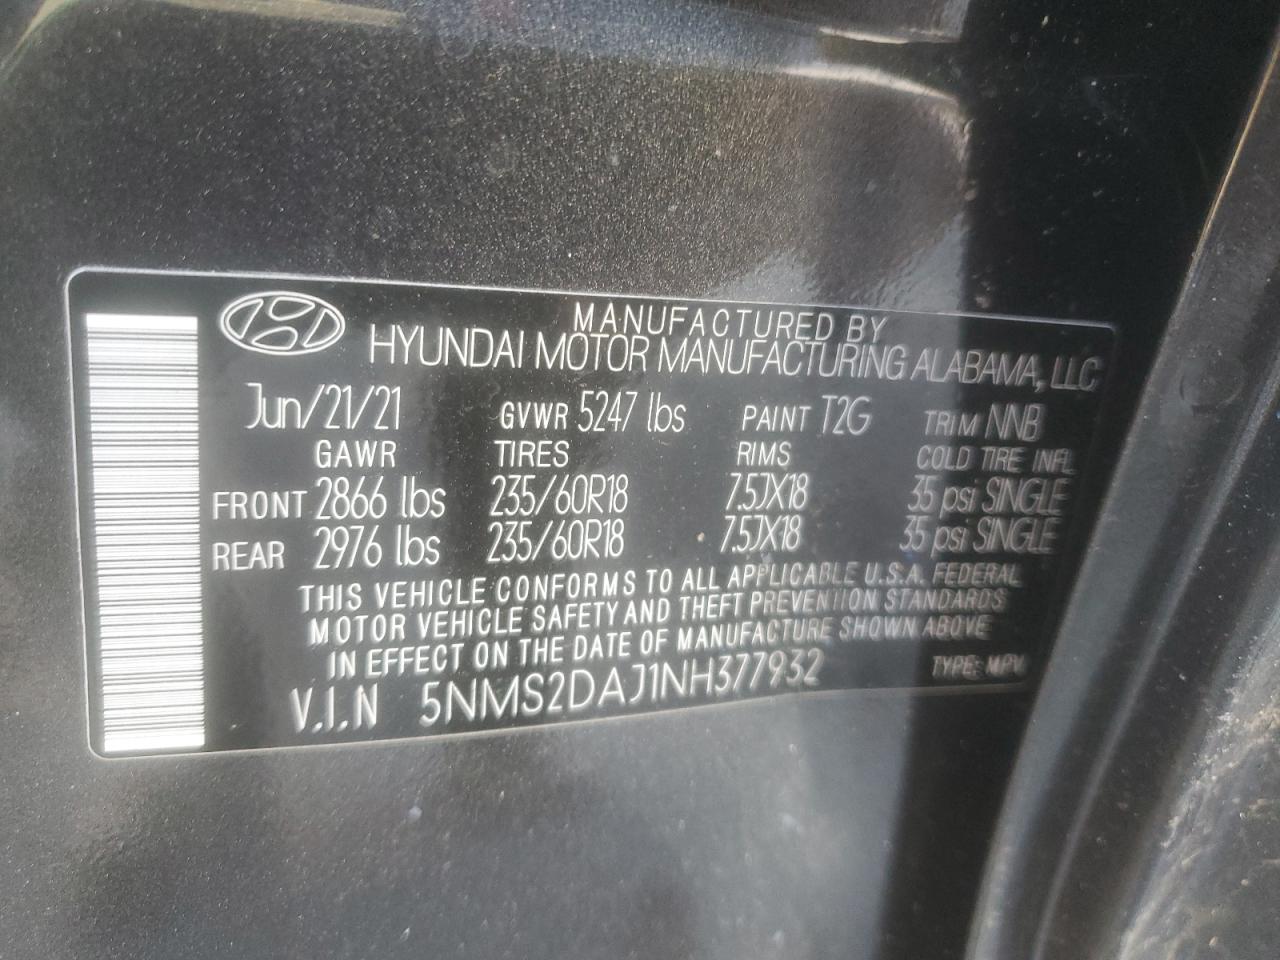 MANUFACTURED BY
HYUNDAI MOTOR MANUFACTURING ALABAMA, LLC
Jun/21/21 GVWR 5247 lbs PAINT T2G TRIM NNB
GAWR TIRES RIMS COLD TIRE INFL
FRONT 2866 lbs 235/60R18 7.5JX18 35 psi SINGLE
REAR 2976 lbs 235/60R18 7.5JX18 35 psi SINGLE
THIS VEHICLE CONFORMS TO ALL APPLICABLE U.S.A. FEDERAL
MOTOR VEHICLE SAFETY AND THEFT PREVENTION STANDARDS
IN EFFECT ON THE DATE OF MANUFACTURE SHOWN ABOVE
V.I.N 5NMS2DAJ1NH377932 TYPE: MPV